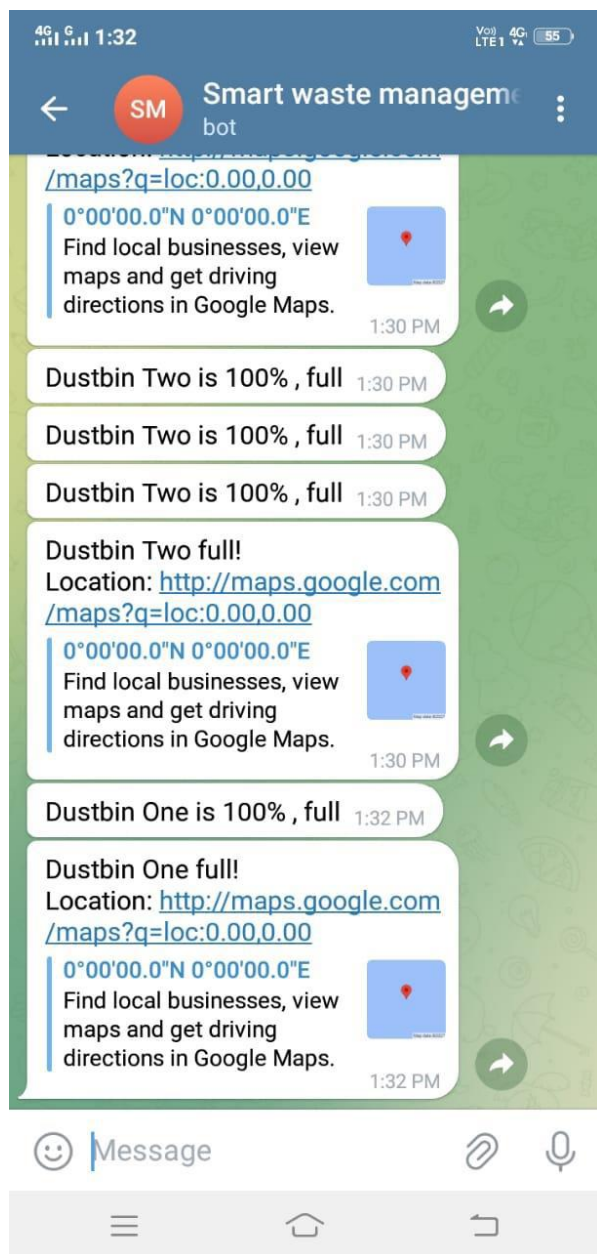 4G G 1:32 Vo)) LTE1 4G 55
SM Smart waste managem
bot
/maps?q=loc:0.00,0.00
0°00'00.0"N 0°00'00.0"E
Find local businesses, view
maps and get driving
directions in Google Maps.
1:30 PM
Dustbin Two is 100% , full 1:30 PM
Dustbin Two is 100% , full 1:30 PM
Dustbin Two is 100% , full 1:30 PM
Dustbin Two full!
Location: http://maps.google.com
/maps?q=loc:0.00,0.00
0°00'00.0"N 0°00'00.0"E
Find local businesses, view
maps and get driving
directions in Google Maps.
1:30 PM
Dustbin One is 100% , full 1:32 PM
Dustbin One full!
Location: http://maps.google.com
/maps?q=loc:0.00,0.00
0°00'00.0"N 0°00'00.0"E
Find local businesses, view
maps and get driving
directions in Google Maps.
1:32 PM
Message